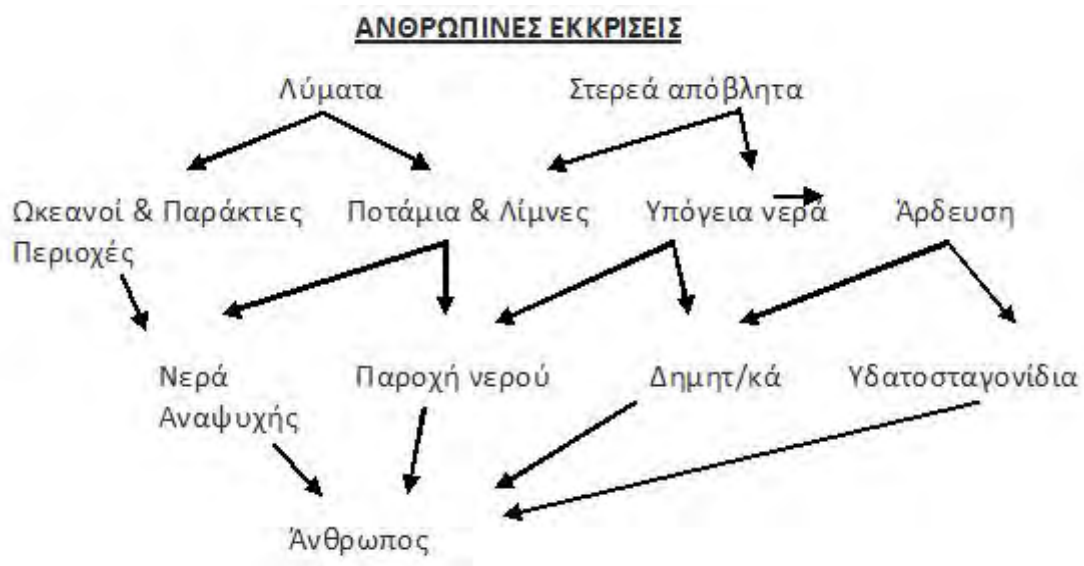 ΑΝΘΡΩΠΙΝΕΣ ΕΚΚΡΙΣΕΙΣ
Λύματα Στερεά απόβλητα
Ωκεανοί & Παράκτιες Ποτάμια & Λίμνες Υπόγεια νερά Άρδευση
Περιοχές
Νερά Παροχή νερού Δημητ/κά Υδατοσταγονίδια
Αναψυχής
Άνθρωπος